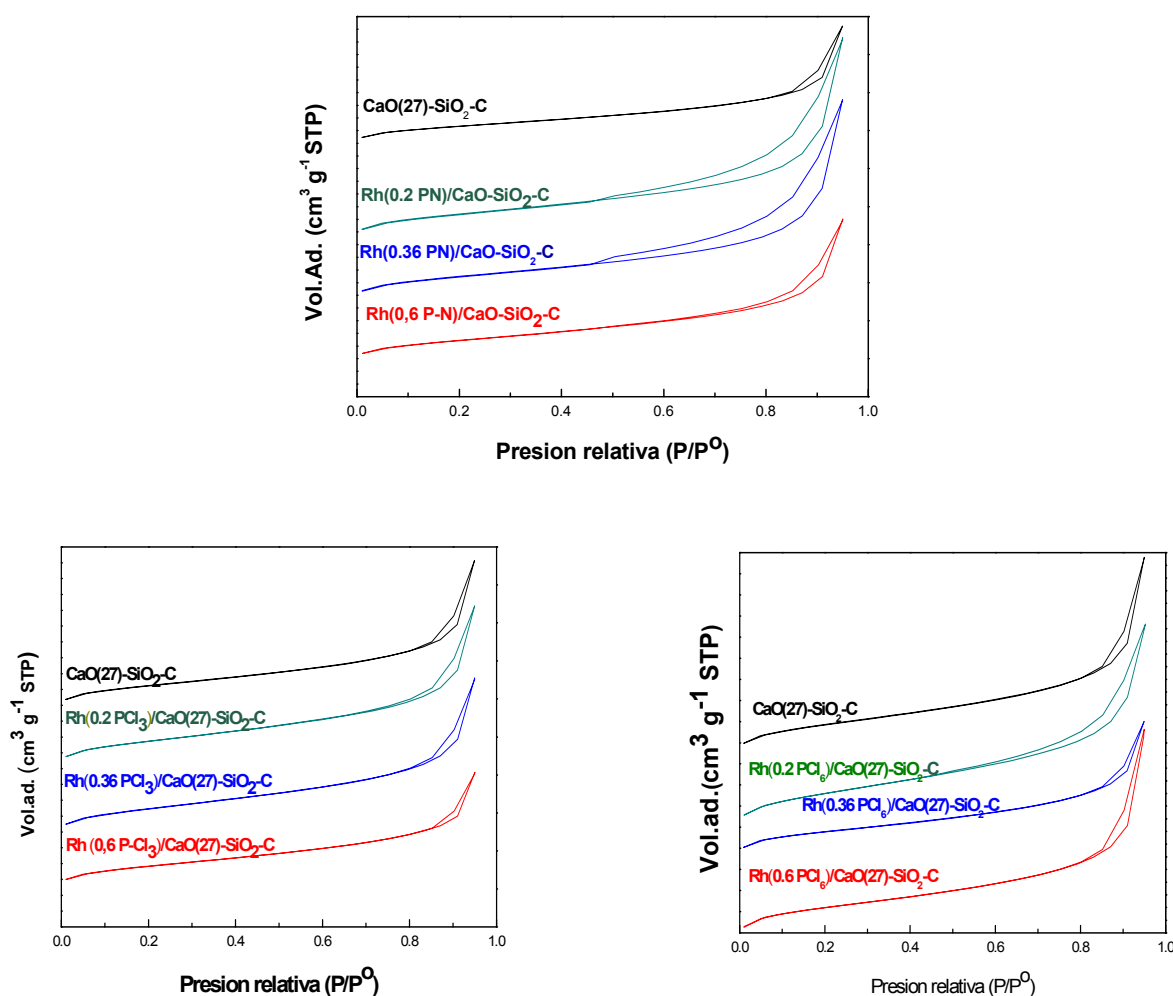 Vol.Ad. (cm³ g⁻¹ STP)
CaO(27)-SiO₂-C
Rh(0.2 PN)/CaO-SiO₂-C
Rh(0.36 PN)/CaO-SiO₂-C
Rh(0,6 P-N)/CaO-SiO₂-C
0.0 0.2 0.4 0.6 0.8 1.0
Presion relativa (P/P⁰)
Vol.ad. (cm³ g⁻¹ STP)
CaO(27)-SiO₂-C
Rh(0.2 PCl₃)/CaO(27)-SiO₂-C
Rh(0.36 PCl₃)/CaO(27)-SiO₂-C
Rh (0,6 P-Cl₃)/CaO(27)-SiO₂-C
0.0 0.2 0.4 0.6 0.8 1.0
Presion relativa (P/P⁰)
Vol.ad.(cm³ g⁻¹ STP)
CaO(27)-SiO₂-C
Rh(0.2 PCl₆)/CaO(27)-SiO₂-C
Rh(0.36 PCl₆)/CaO(27)-SiO₂-C
Rh(0.6 PCl₆)/CaO(27)-SiO₂-C
0.0 0.2 0.4 0.6 0.8 1.0
Presion relativa (P/P⁰)